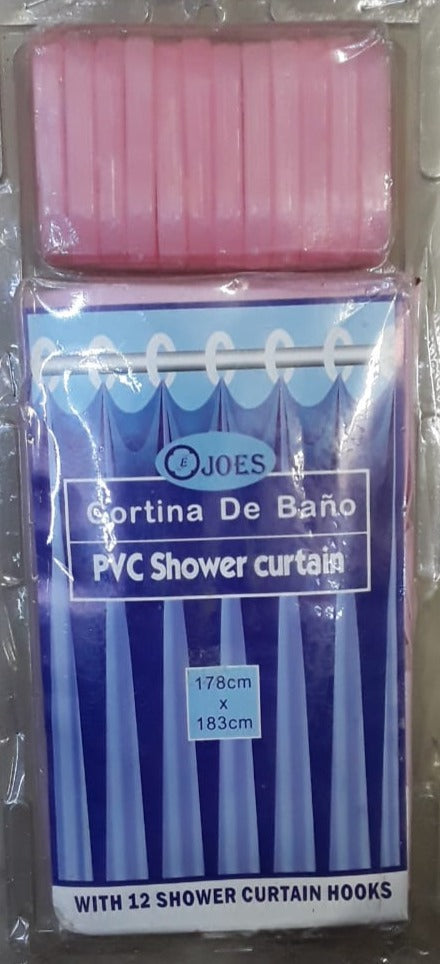 E JOES
Cortina De Baño
PVC Shower curtain
178cm
x
183cm
WITH 12 SHOWER CURTAIN HOOKS